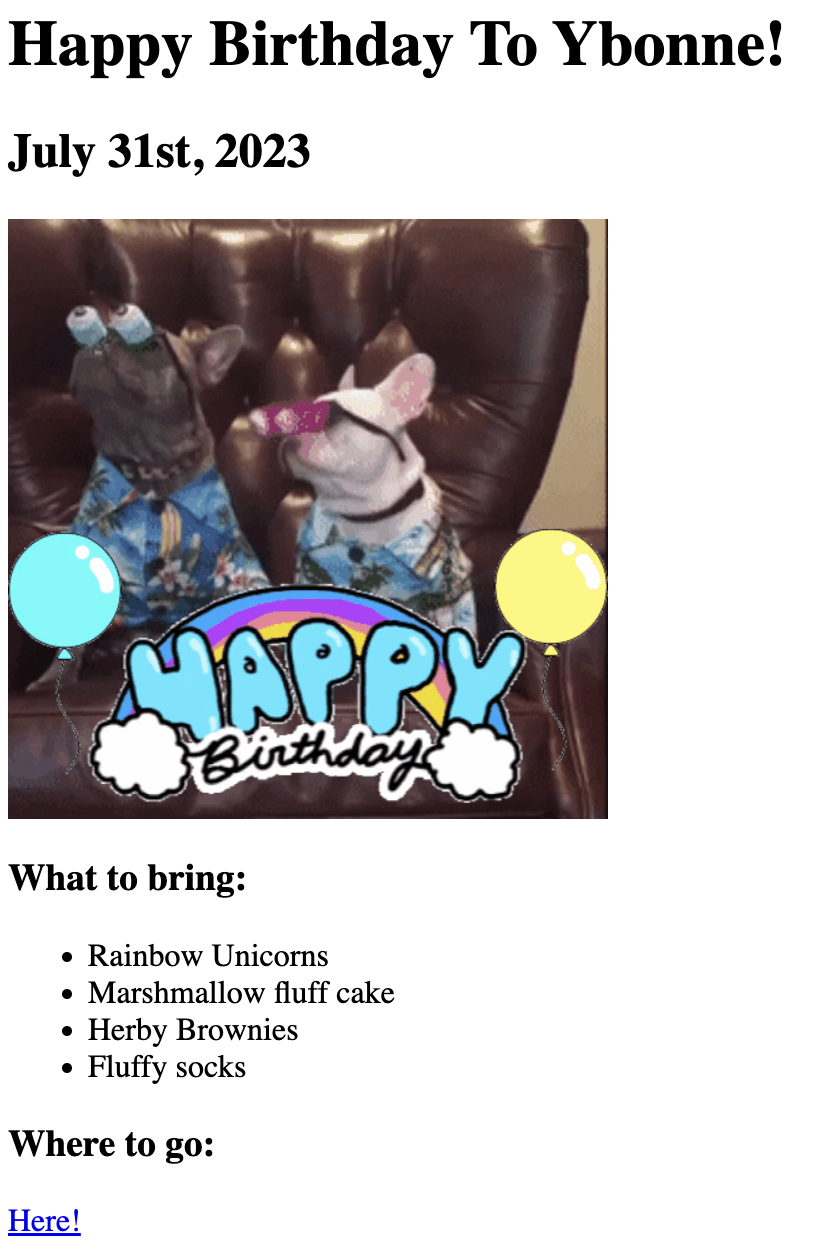 Happy Birthday To Ybonne!
July 31st, 2023
HAPPY
Birthday
What to bring:
Rainbow Unicorns
Marshmallow fluff cake
Herby Brownies
Fluffy socks
Where to go:
Here!